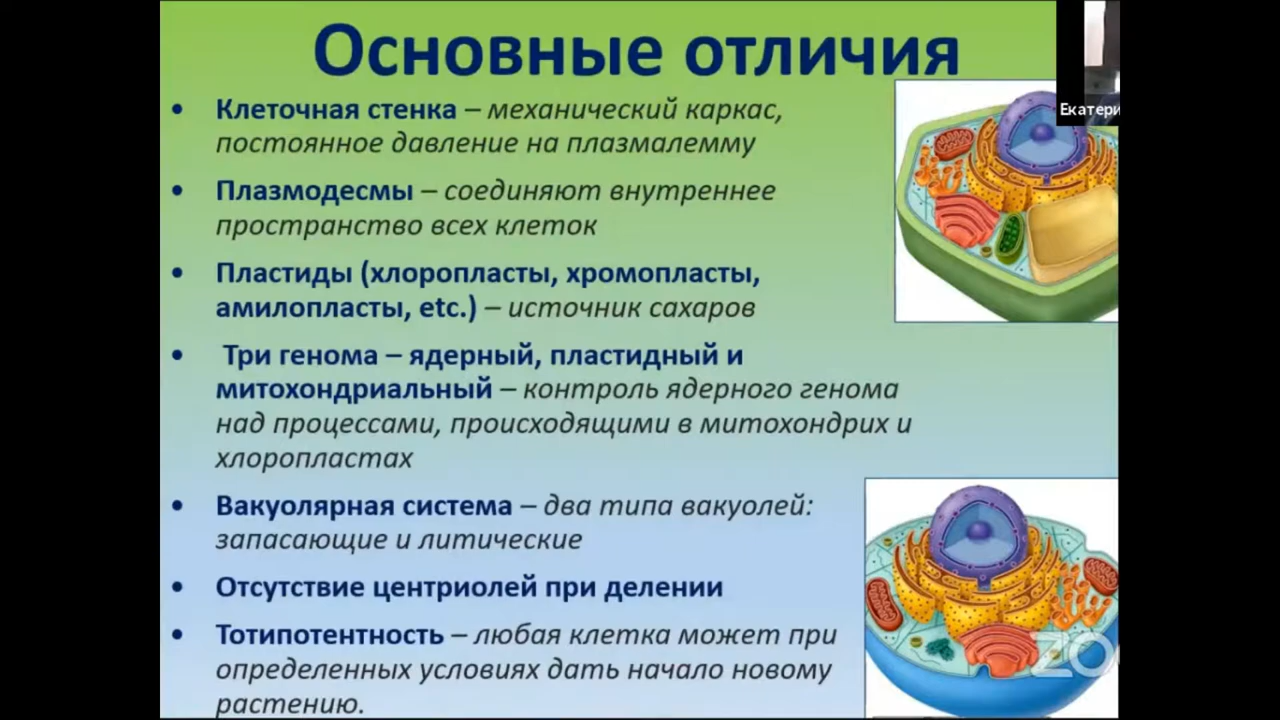 Основные отличия
Екатери
• Клеточная стенка – механический каркас,
постоянное давление на плазмалемму
• Плазмодесмы – соединяют внутреннее
пространство всех клеток
• Пластиды (хлоропласты, хромопласты,
амилопласты, etc.) – источник сахаров
• Три генома – ядерный, пластидный и
митохондриальный – контроль ядерного генома
над процессами, происходящими в митохондрих и
хлоропластах
• Вакуолярная система – два типа вакуолей:
запасающие и литические
• Отсутствие центриолей при делении
• Тотипотентность – любая клетка может при
определенных условиях дать начало новому
растению.
ZO